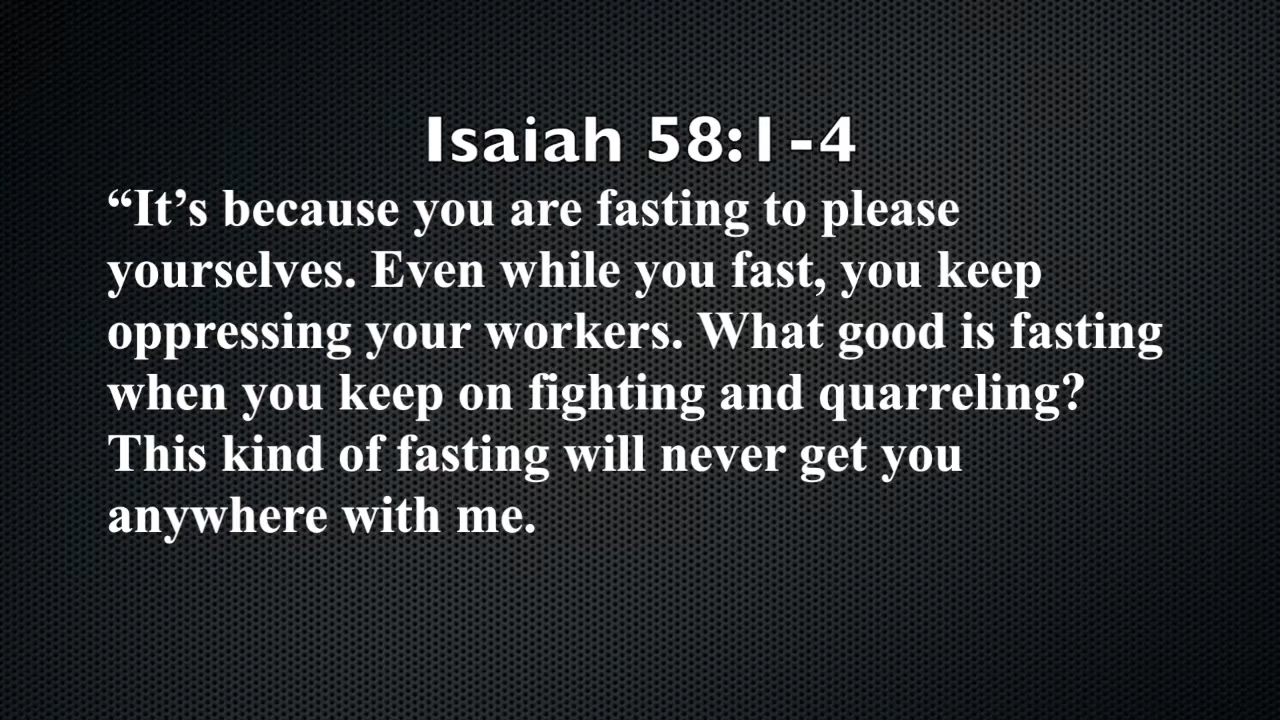 Isaiah 58:1-4
“It’s because you are fasting to please
yourselves. Even while you fast, you keep
oppressing your workers. What good is fasting
when you keep on fighting and quarreling?
This kind of fasting will never get you
anywhere with me.